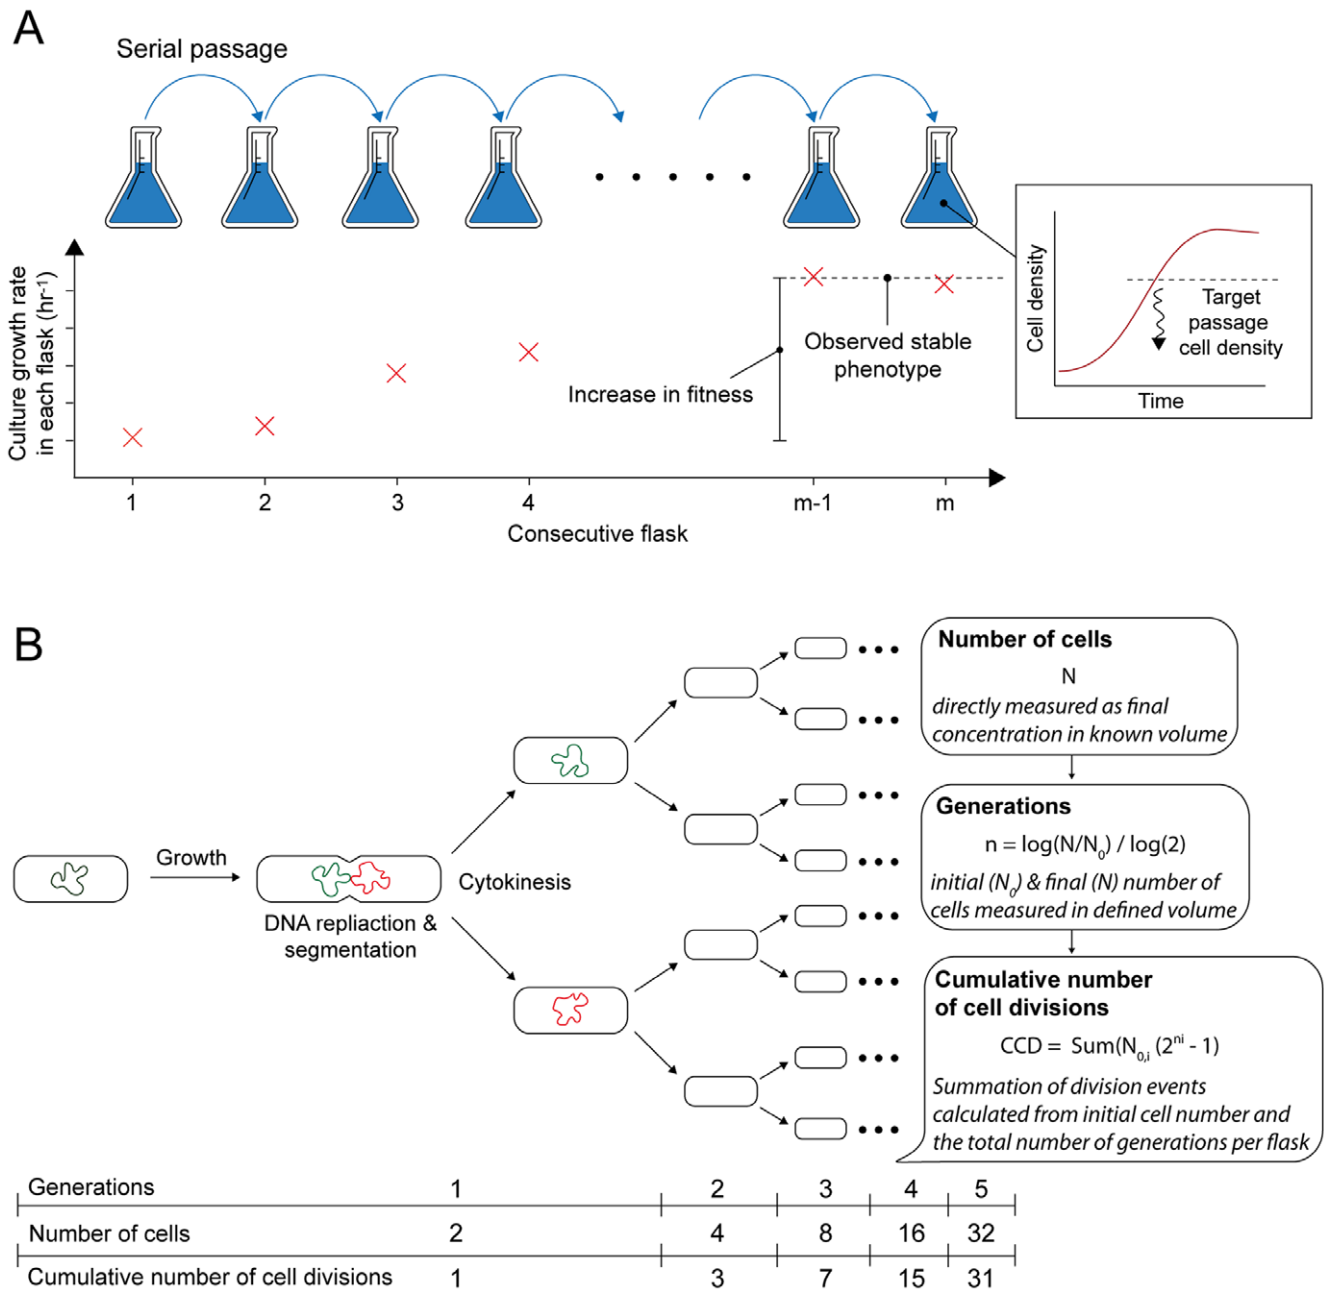 A
Serial passage
Culture growth rate
in each flask (hr-1)
Increase in fitness
Observed stable
phenotype
Cell density
Target
passage
cell density
Time
1 2 3 4 m-1 m
Consecutive flask
B
Growth
DNA repliaction &
segmentation
Cytokinesis
Number of cells
N
directly measured as final
concentration in known volume
Generations
n = log(N/N0) / log(2)
initial (N0) & final (N) number of
cells measured in defined volume
Cumulative number
of cell divisions
CCD = Sum(N0,i (2ni - 1)
Summation of division events
calculated from initial cell number and
the total number of generations per flask
Generations 1 2 3 4 5
Number of cells 2 4 8 16 32
Cumulative number of cell divisions 1 3 7 15 31